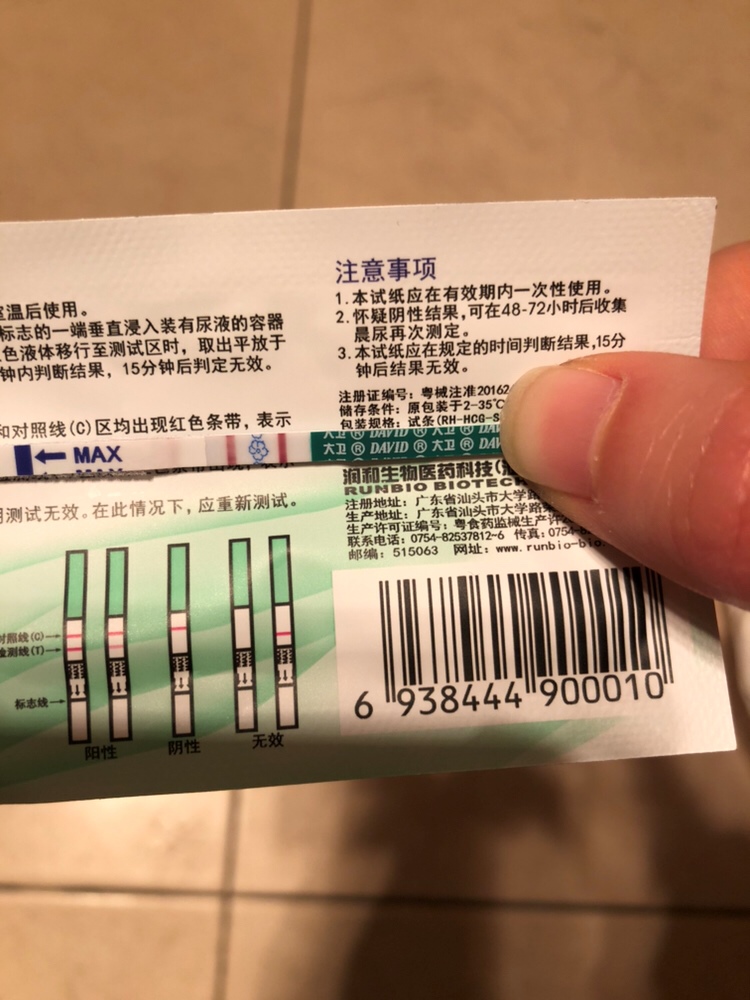 室温后使用。
标志的一端垂直浸入装有尿液的容器
色液体移行至测试区时，取出平放于
钟内判断结果，15分钟后判定无效。
和对照线(C)区均出现红色条带，表示
注意事项
1.本试纸应在有效期内一次性使用。
2.怀疑阴性结果,可在48-72小时后收集
晨尿再次测定。
3.本试纸应在规定的时间判断结果,15分
钟后结果无效。
注册证编号：粤械注准20162
储存条件：原包装于2-35℃
包装规格：试条(RH-HCG-S
MAX
大卫 ® DAVID ® 大卫 ® DAV
大卫 ® DAVID ® 大卫 ® DAV
测试无效。在此情况下，应重新测试。
润和生物医药科技(
RUNBIO BIOTECH
注册地址：广东省汕头市大学路
生产地址：广东省汕头市大学路
生产许可证编号：粤食药监械生产许
联系电话：0754-82537812-6 传真：0754-8
邮编：515063 网址：www.runbio-bio.
对照线(C)
检测线(T)
标志线
阳性 阴性 无效
6 938444 900010